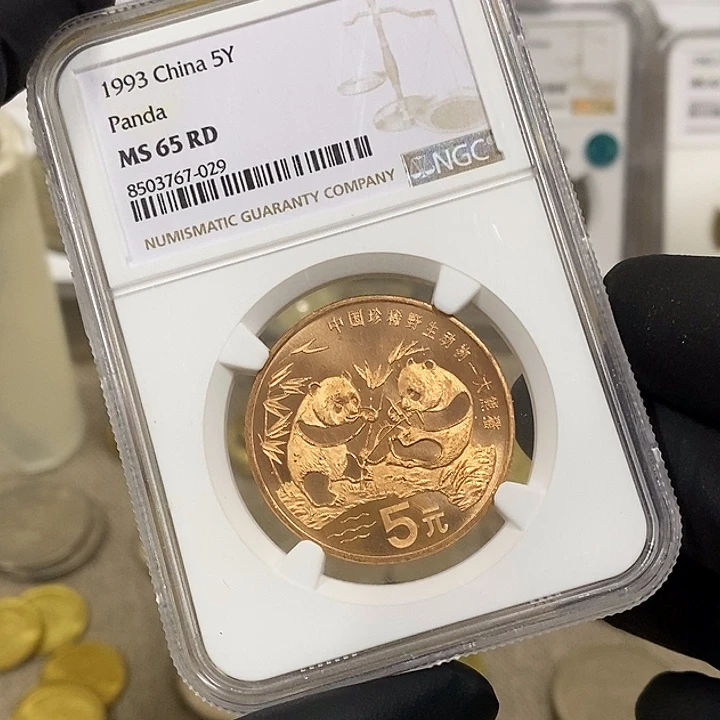 1993 China 5Y
Panda
MS 65 RD
8503767-029
NGC
NUMISMATIC GUARANTY COMPANY
中国珍稀野生动物—大熊猫
5元